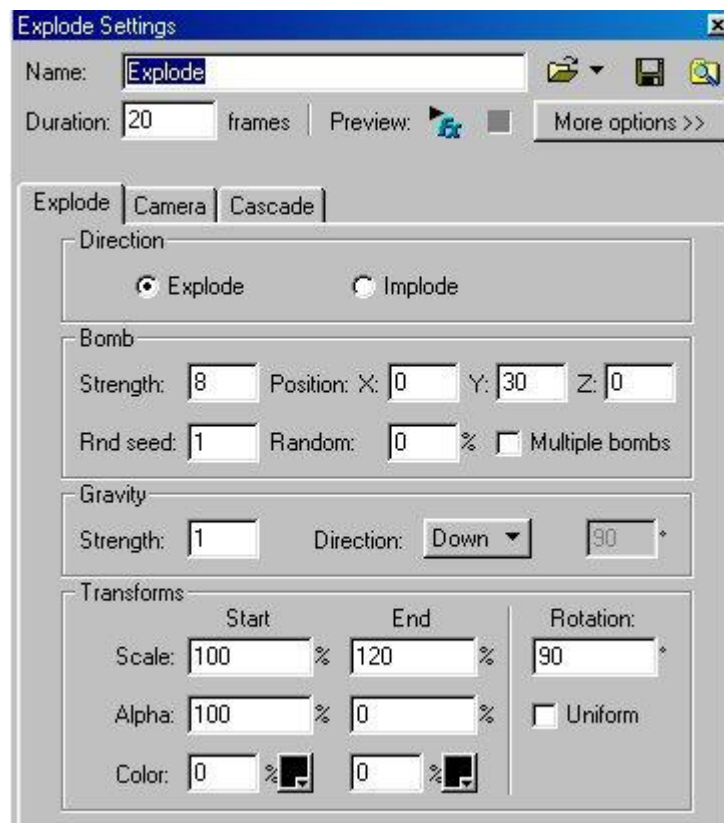 Explode Settings
Name: Explode
Duration: 20 frames Preview: fx More options >>
Explode Camera Cascade
Direction
Explode Implode
Bomb
Strength: 8 Position: X: 0 Y: 30 Z: 0
Rnd seed: 1 Random: 0 % Multiple bombs
Gravity
Strength: 1 Direction: Down 90 °
Transforms
Start End Rotation:
Scale: 100 % 120 % 90 °
Alpha: 100 % 0 % Uniform
Color: 0 % 0 %